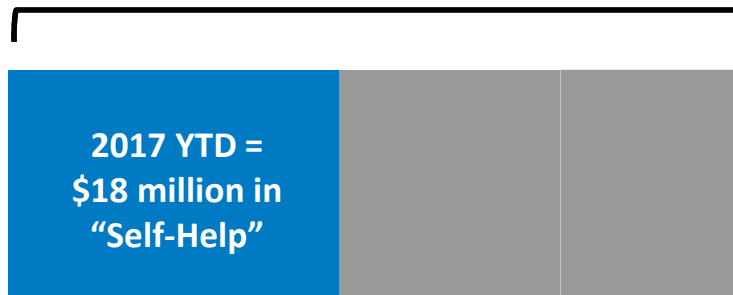 2017 YTD =
$18 million in
“Self-Help”